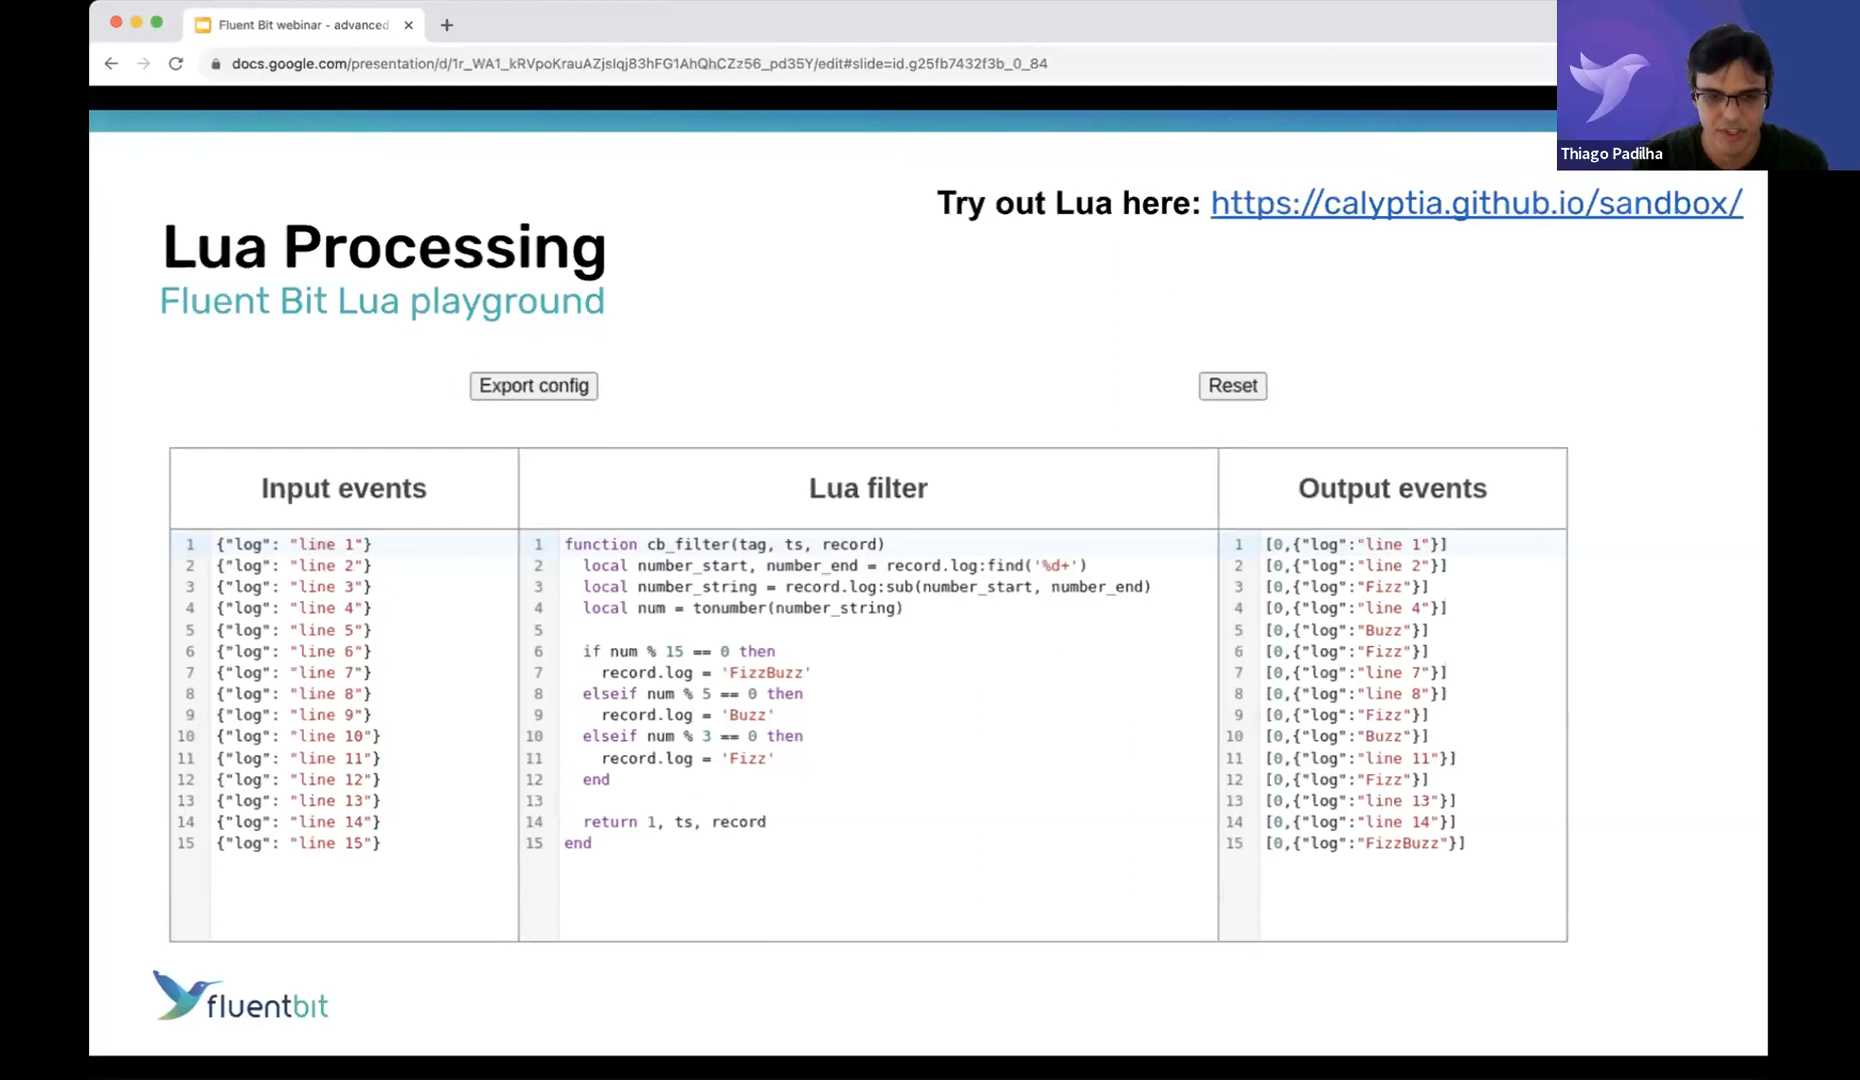 Fluent Bit webinar - advanced
docs.google.com/presentation/d/1r_WA1_kRVpoKrauAZjsIqj83hFG1AhQhCZz56_pd35Y/edit#slide=id.g25fb7432f3b_0_84
Thiago Padilha
Try out Lua here: https://calyptia.github.io/sandbox/
Lua Processing
Fluent Bit Lua playground
Export config
Reset
Input events
1 {"log": "line 1"}
2 {"log": "line 2"}
3 {"log": "line 3"}
4 {"log": "line 4"}
5 {"log": "line 5"}
6 {"log": "line 6"}
7 {"log": "line 7"}
8 {"log": "line 8"}
9 {"log": "line 9"}
10 {"log": "line 10"}
11 {"log": "line 11"}
12 {"log": "line 12"}
13 {"log": "line 13"}
14 {"log": "line 14"}
15 {"log": "line 15"}
Lua filter
1 function cb_filter(tag, ts, record)
2   local number_start, number_end = record.log:find('%d+')
3   local number_string = record.log:sub(number_start, number_end)
4   local num = tonumber(number_string)
5
6   if num % 15 == 0 then
7     record.log = 'FizzBuzz'
8   elseif num % 5 == 0 then
9     record.log = 'Buzz'
10   elseif num % 3 == 0 then
11     record.log = 'Fizz'
12   end
13
14   return 1, ts, record
15 end
Output events
1 [0,{"log":"line 1"}]
2 [0,{"log":"line 2"}]
3 [0,{"log":"Fizz"}]
4 [0,{"log":"line 4"}]
5 [0,{"log":"Buzz"}]
6 [0,{"log":"Fizz"}]
7 [0,{"log":"line 7"}]
8 [0,{"log":"line 8"}]
9 [0,{"log":"Fizz"}]
10 [0,{"log":"Buzz"}]
11 [0,{"log":"line 11"}]
12 [0,{"log":"Fizz"}]
13 [0,{"log":"line 13"}]
14 [0,{"log":"line 14"}]
15 [0,{"log":"FizzBuzz"}]
fluentbit